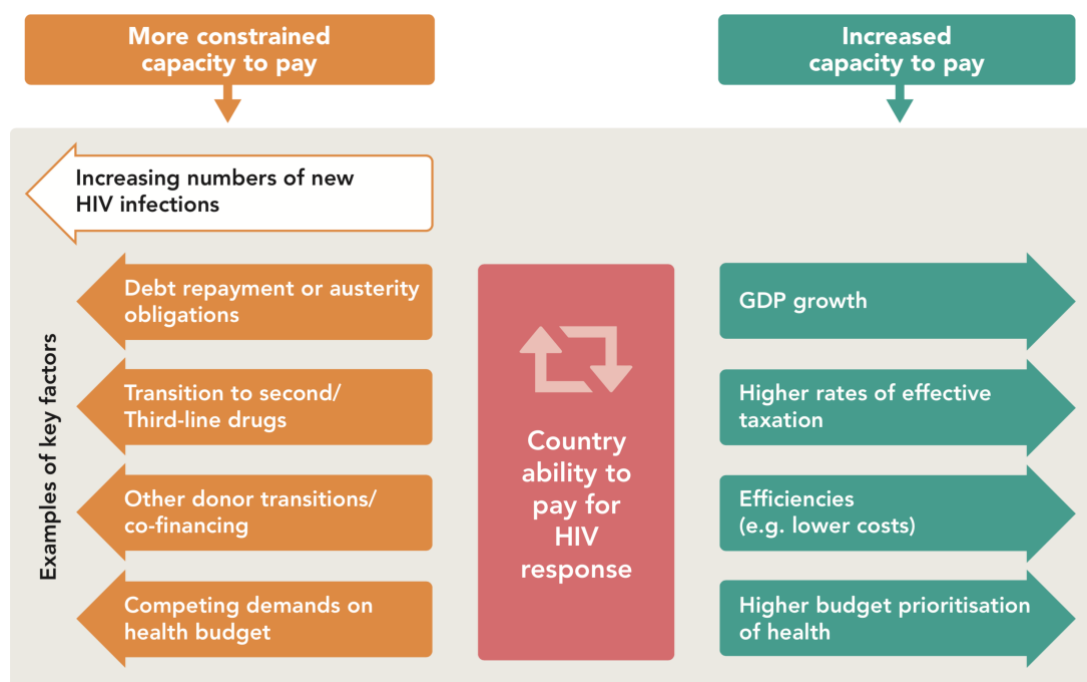 More constrained
capacity to pay
Increased
capacity to pay
Increasing numbers of new
HIV infections
Examples of key factors
Debt repayment or austerity
obligations
Transition to second/
Third-line drugs
Other donor transitions/
co-financing
Competing demands on
health budget
Country
ability to
pay for
HIV
response
GDP growth
Higher rates of effective
taxation
Efficiencies
(e.g. lower costs)
Higher budget prioritisation
of health